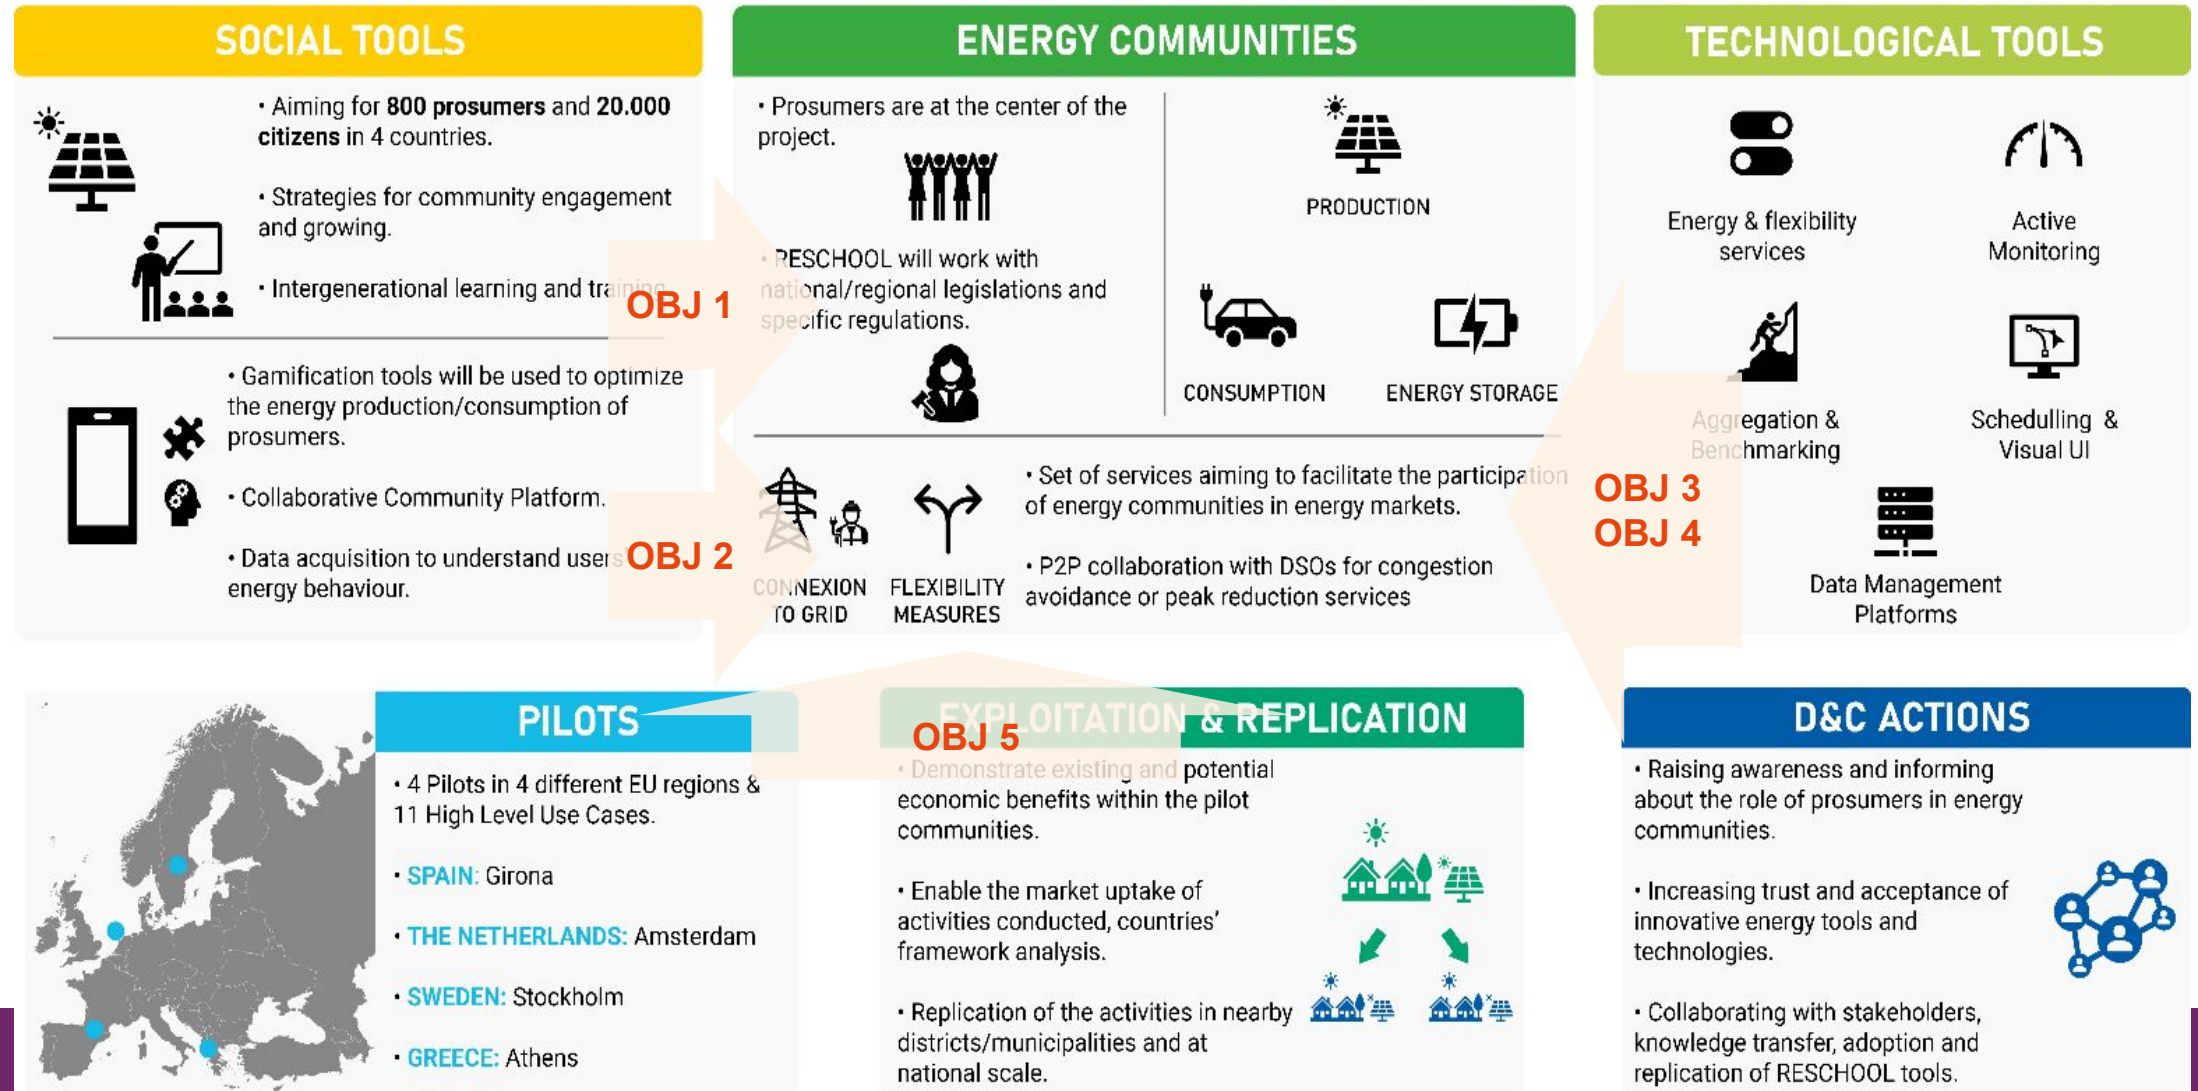 SOCIAL TOOLS
• Aiming for 800 prosumers and 20.000
citizens in 4 countries.
• Strategies for community engagement
and growing.
• Intergenerational learning and training.
OBJ 1
• Gamification tools will be used to optimize
the energy production/consumption of
prosumers.
• Collaborative Community Platform.
• Data acquisition to understand users'
energy behaviour.
OBJ 2
ENERGY COMMUNITIES
• Prosumers are at the center of the
project.
• RESCHOOL will work with
national/regional legislations and
specific regulations.
PRODUCTION
CONSUMPTION
ENERGY STORAGE
CONNEXION
TO GRID
FLEXIBILITY
MEASURES
• Set of services aiming to facilitate the participation
of energy communities in energy markets.
• P2P collaboration with DSOs for congestion
avoidance or peak reduction services
TECHNOLOGICAL TOOLS
Energy & flexibility
services
Active
Monitoring
Aggregation &
Benchmarking
Schedulling &
Visual UI
OBJ 3
OBJ 4
Data Management
Platforms
PILOTS
• 4 Pilots in 4 different EU regions &
11 High Level Use Cases.
• SPAIN: Girona
• THE NETHERLANDS: Amsterdam
• SWEDEN: Stockholm
• GREECE: Athens
EXPLOITATION & REPLICATION
OBJ 5
• Demonstrate existing and potential
economic benefits within the pilot
communities.
• Enable the market uptake of
activities conducted, countries'
framework analysis.
• Replication of the activities in nearby
districts/municipalities and at
national scale.
D&C ACTIONS
• Raising awareness and informing
about the role of prosumers in energy
communities.
• Increasing trust and acceptance of
innovative energy tools and
technologies.
• Collaborating with stakeholders,
knowledge transfer, adoption and
replication of RESCHOOL tools.